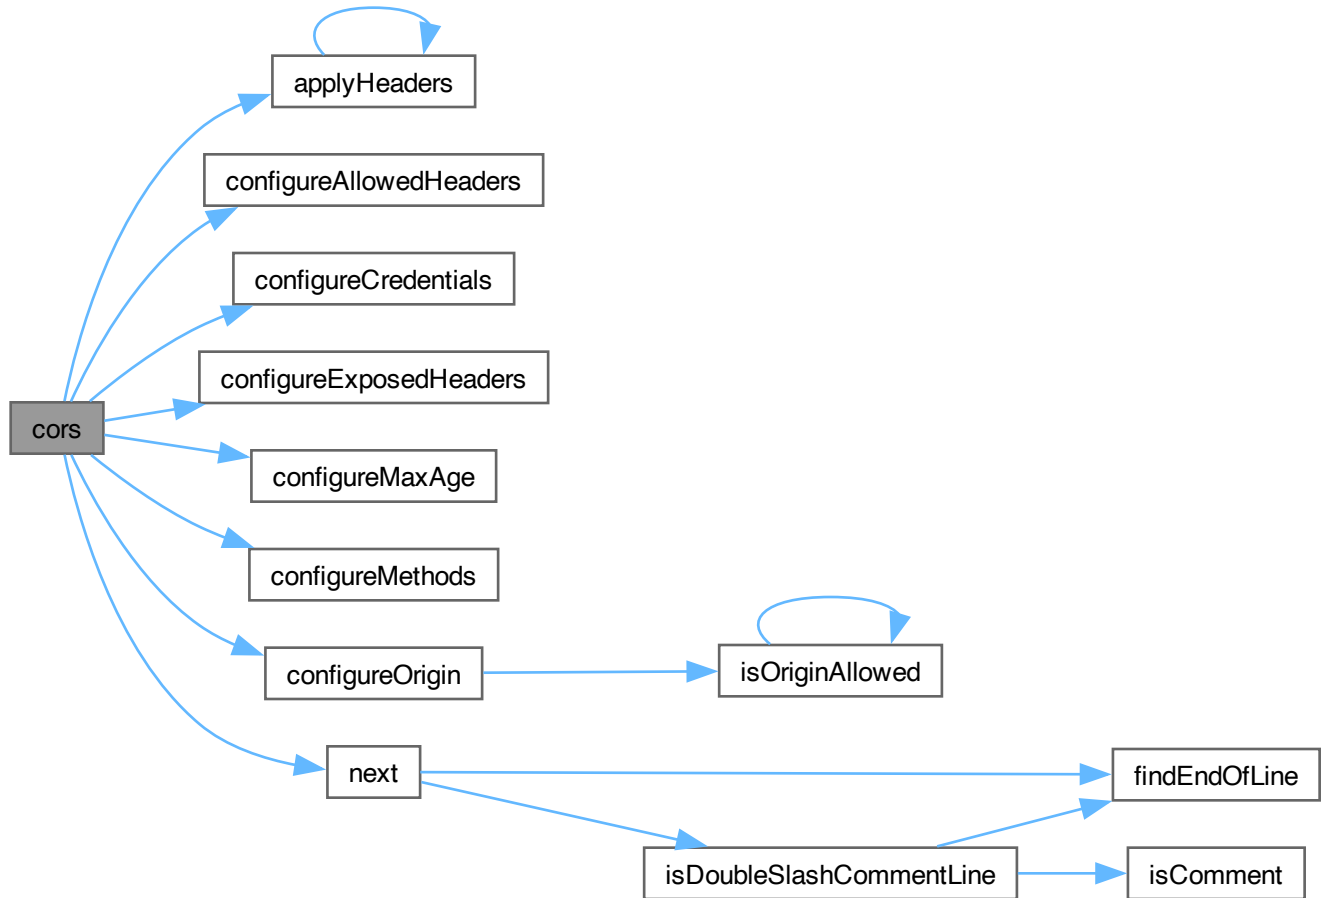 applyHeaders
configureAllowedHeaders
configureCredentials
configureExposedHeaders
cors
configureMaxAge
configureMethods
configureOrigin
isOriginAllowed
next
findEndOfLine
isDoubleSlashCommentLine
isComment